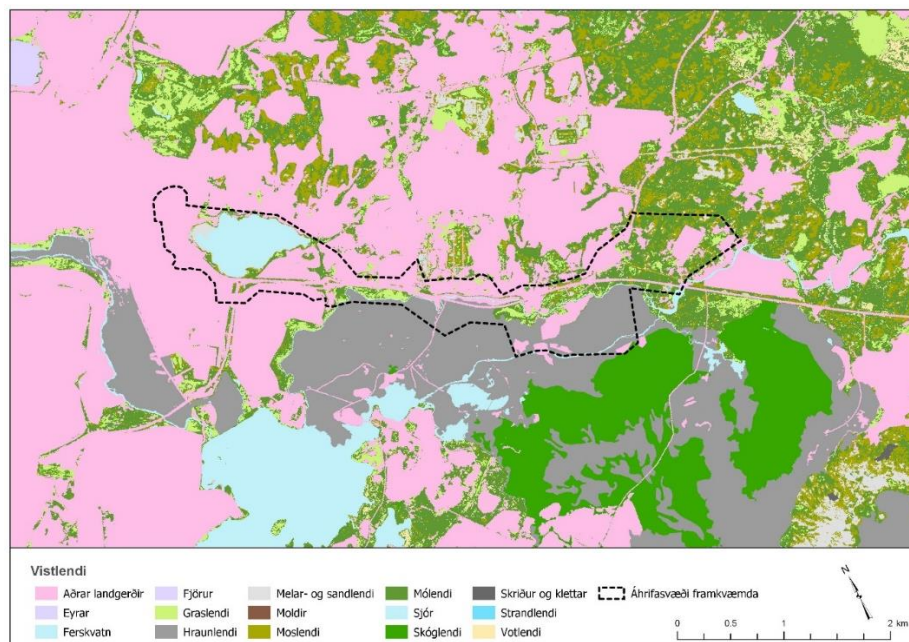 Vistlendi
Aðrar landgerðir
Eyrar
Ferskvatn
Fjörur
Graslendi
Hraunlendi
Melar- og sandlendi
Moldir
Moslendi
Mólendi
Sjór
Skóglendi
Skriður og klettar
Strandlendi
Votlendi
Áhrifasvæði framkvæmda
N
0 0.5 1 2 km